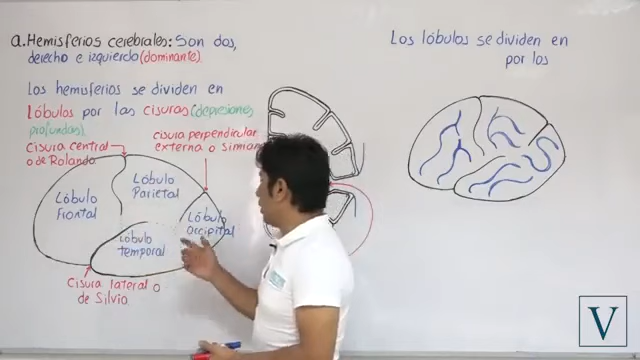 a. Hemisferios cerebrales: Son dos,
derecho e izquierdo (dominante).
Los hemisferios se dividen en
lóbulos por las cisuras (depresiones
profundas).
cisura central
o de Rolando
cisura perpendicular
externa o simiana
Lóbulo
Frontal
Lóbulo
Parietal
Lóbulo
occipital
Lóbulo
temporal
Cisura lateral o
de Silvio.
Los lóbulos se dividen en
por los
V